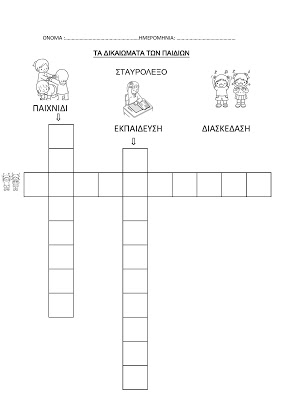 ΟΝΟΜΑ :............................ΗΜΕΡΟΜΗΝΙΑ: ............................
ΤΑ ΔΙΚΑΙΩΜΑΤΑ ΤΩΝ ΠΑΙΔΙΩΝ
ΣΤΑΥΡΟΛΕΞΟ
ΠΑΙΧΝΙΔΙ
ΕΚΠΑΙΔΕΥΣΗ
ΔΙΑΣΚΕΔΑΣΗ